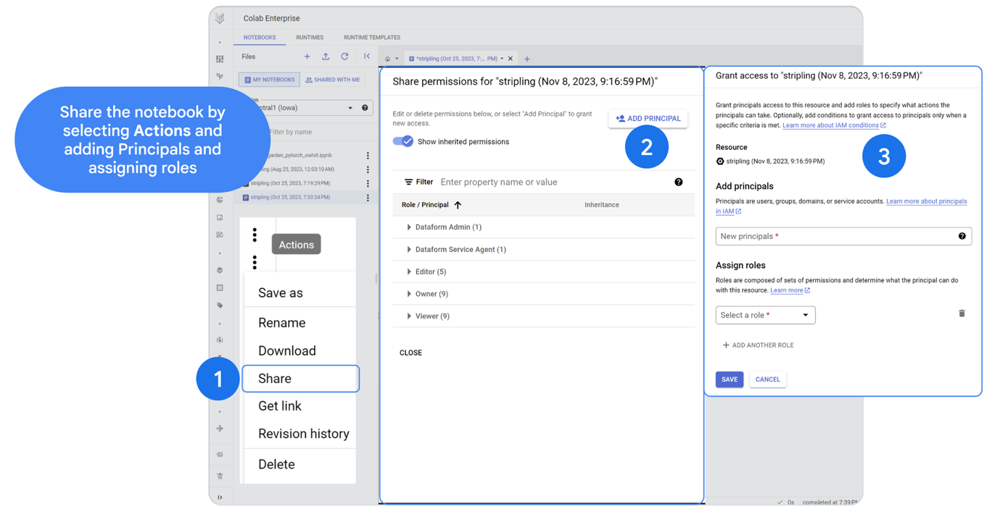 Colab Enterprise
NOTEBOOKS RUNTIMES RUNTIME TEMPLATES
Files
*stripling (Oct 25, 2023, 7:... PM)
MY NOTEBOOKS SHARED WITH ME
(Iowa)
Filter by name
garden_pytorch_owlvit.ipynb
(Aug 25, 2023, 12:03:10 AM)
stripling (Oct 25, 2023, 7:19:29 PM)
stripling (Oct 25, 2023, 7:30:24 PM)
Share the notebook by
selecting Actions and
adding Principals and
assigning roles
Actions
Save as
Rename
Download
1
Share
Get link
Revision history
Delete
Share permissions for "stripling (Nov 8, 2023, 9:16:59 PM)"
Edit or delete permissions below, or select "Add Principal" to grant
new access.
ADD PRINCIPAL
Show inherited permissions
2
Filter Enter property name or value
Role / Principal Inheritance
Dataform Admin (1)
Dataform Service Agent (1)
Editor (5)
Owner (9)
Viewer (9)
CLOSE
Grant access to "stripling (Nov 8, 2023, 9:16:59 PM)"
Grant principals access to this resource and add roles to specify what actions the
principals can take. Optionally, add conditions to grant access to principals only when a
specific criteria is met. Learn more about IAM conditions
3
Resource
stripling (Nov 8, 2023, 9:16:59 PM)
Add principals
Principals are users, groups, domains, or service accounts. Learn more about principals
in IAM
New principals *
Assign roles
Roles are composed of sets of permissions and determine what the principal can do
with this resource. Learn more
Select a role *
ADD ANOTHER ROLE
SAVE CANCEL
0s completed at 7:39 PM